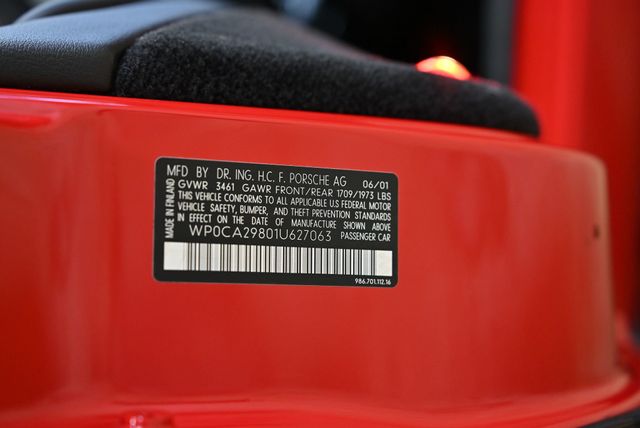 MFD BY DR. ING. H.C. F. PORSCHE AG 06/01
MADE IN FINLAND
GVWR 3461 GAWR FRONT/REAR 1709/1973 LBS
THIS VEHICLE CONFORMS TO ALL APPLICABLE U.S FEDERAL MOTOR
VEHICLE SAFETY, BUMPER, AND THEFT PREVENTION STANDARDS
IN EFFECT ON THE DATE OF MANUFACTURE SHOWN ABOVE
WP0CA29801U627063 PASSENGER CAR
986.701.112.16